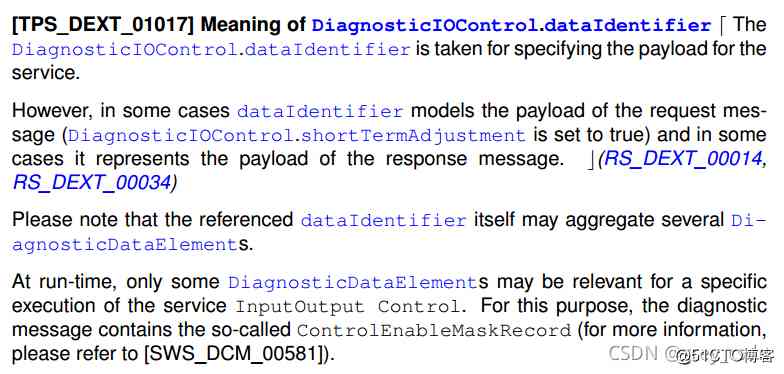 [TPS_DEXT_01017] Meaning of DiagnosticIOControl.dataIdentifier ⌈ The
DiagnosticIOControl.dataIdentifier is taken for specifying the payload for the
service.
However, in some cases dataIdentifier models the payload of the request mes-
sage (DiagnosticIOControl.shortTermAdjustment is set to true) and in some
cases it represents the payload of the response message. ⌋(RS_DEXT_00014,
RS_DEXT_00034)
Please note that the referenced dataIdentifier itself may aggregate several Di-
agnosticDataElements.
At run-time, only some DiagnosticDataElements may be relevant for a specific
execution of the service InputOutput Control. For this purpose, the diagnostic
message contains the so-called ControlEnableMaskRecord (for more information,
please refer to [SWS_DCM_00581]).
CSDN
@51CTO博客